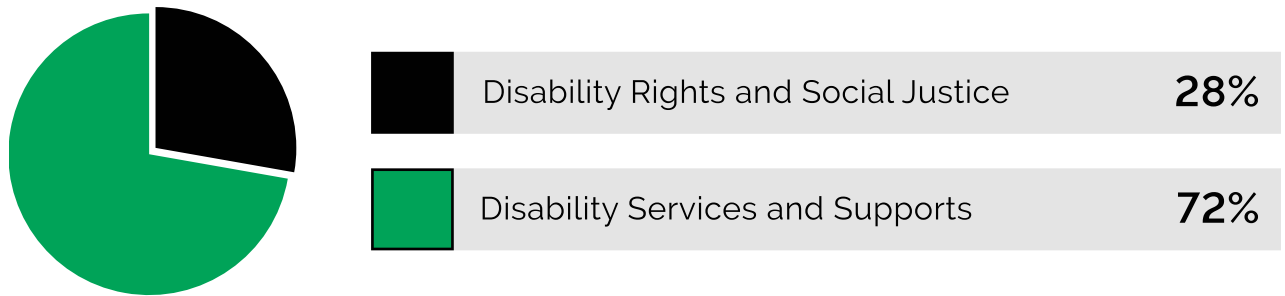 Disability Rights and Social Justice 28%
Disability Services and Supports 72%